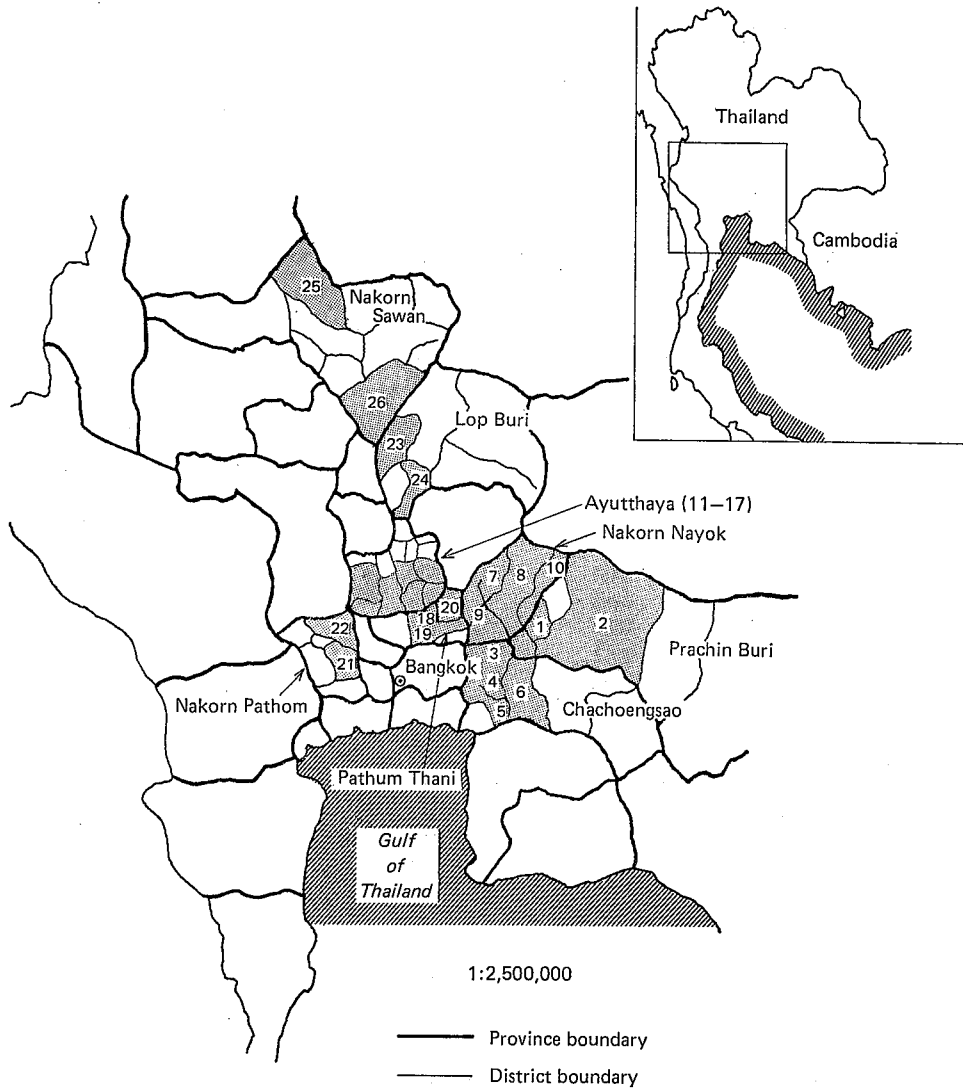 Thailand
Cambodia
25
Nakorn
Sawan
26
Lop Buri
23
24
Ayutthaya (11–17)
Nakorn Nayok
7
8
10
20
18
9
22
19
1
2
3
Prachin Buri
21
Bangkok
4
6
Nakorn Pathom
5
Chachoengsao
Pathum Thani
Gulf
of
Thailand
1:2,500,000
Province boundary
District boundary